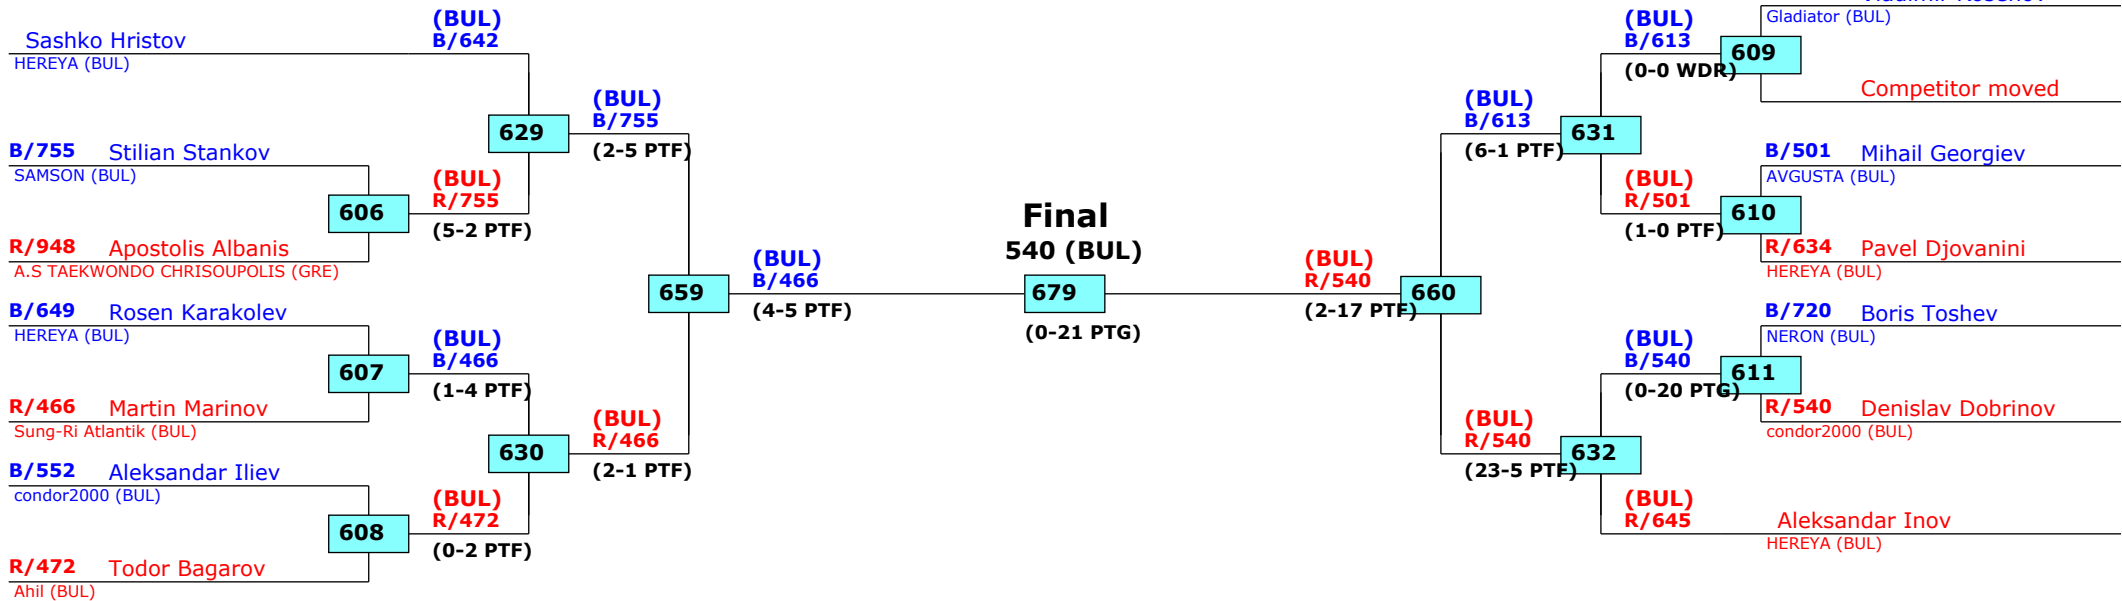 (BUL)
B/642
Sashko Hristov
HEREYA (BUL)
629
(BUL)
B/755
(2-5 PTF)
B/755 Stilian Stankov
SAMSON (BUL)
606
(BUL)
R/755
(5-2 PTF)
R/948 Apostolis Albanis
A.S TAEKWONDO CHRISOUPOLIS (GRE)
659
(BUL)
B/466
(4-5 PTF)
B/649 Rosen Karakolev
HEREYA (BUL)
607
(BUL)
B/466
(1-4 PTF)
R/466 Martin Marinov
Sung-Ri Atlantik (BUL)
630
(BUL)
R/466
(2-1 PTF)
B/552 Aleksandar Iliev
condor2000 (BUL)
608
(BUL)
R/472
(0-2 PTF)
R/472 Todor Bagarov
Ahil (BUL)
Final
540 (BUL)
679
(0-21 PTG)
Gladiator (BUL)
(BUL)
B/613
609
(0-0 WDR)
Competitor moved
(BUL)
B/613
631
(6-1 PTF)
B/501 Mihail Georgiev
AVGUSTA (BUL)
(BUL)
R/501
610
(1-0 PTF)
R/634 Pavel Djovanini
HEREYA (BUL)
(BUL)
R/540
660
(2-17 PTF)
B/720 Boris Toshev
NERON (BUL)
(BUL)
B/540
611
(0-20 PTG)
R/540 Denislav Dobrinov
condor2000 (BUL)
(BUL)
R/540
632
(23-5 PTF)
(BUL)
R/645
Aleksandar Inov
HEREYA (BUL)